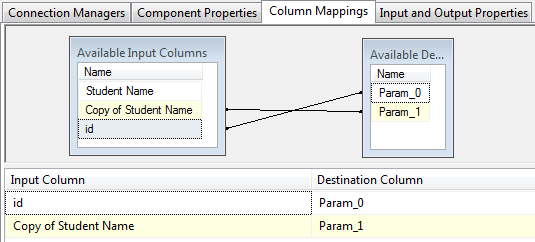 Connection Managers Component Properties Column Mappings Input and Output Properties
Available Input Columns
Name
Student Name
Copy of Student Name
id
Available De...
Name
Param_0
Param_1
Input Column Destination Column
id Param_0
Copy of Student Name Param_1